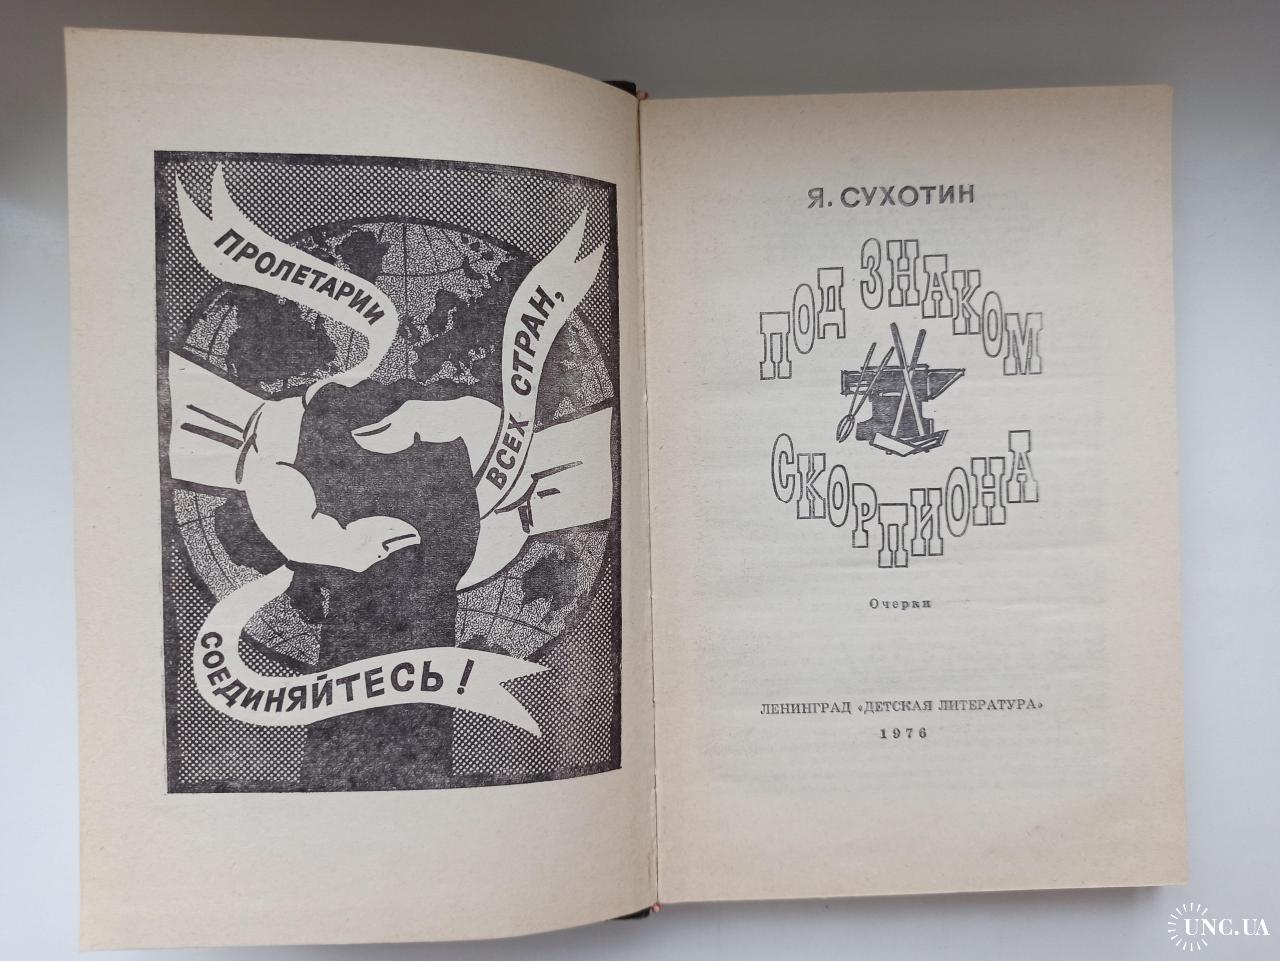 ПРОЛЕТАРИИ
ВСЕХ СТРАН,
СОЕДИНЯЙТЕСЬ!
Я. СУХОТИН
ПОД ЗНАКОМ
СКОРПИОНА
Очерки
ЛЕНИНГРАД «ДЕТСКАЯ ЛИТЕРАТУРА»
1976
UNC.UA